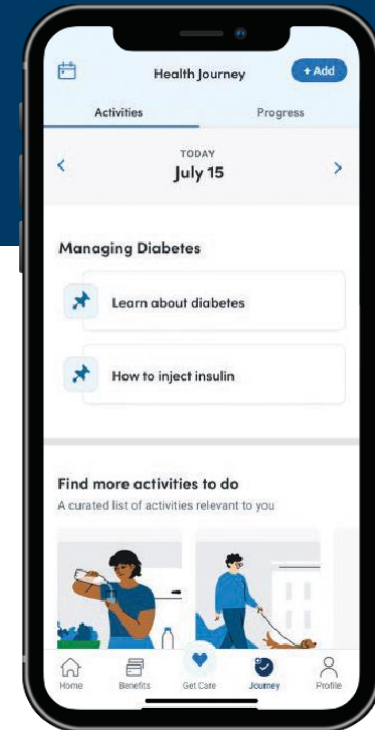 Health Journey
+ Add
Activities
Progress
TODAY
July 15
Managing Diabetes
Learn about diabetes
How to inject insulin
Find more activities to do
A curated list of activities relevant to you
Home
Benefits
Get Care
Journey
Profile